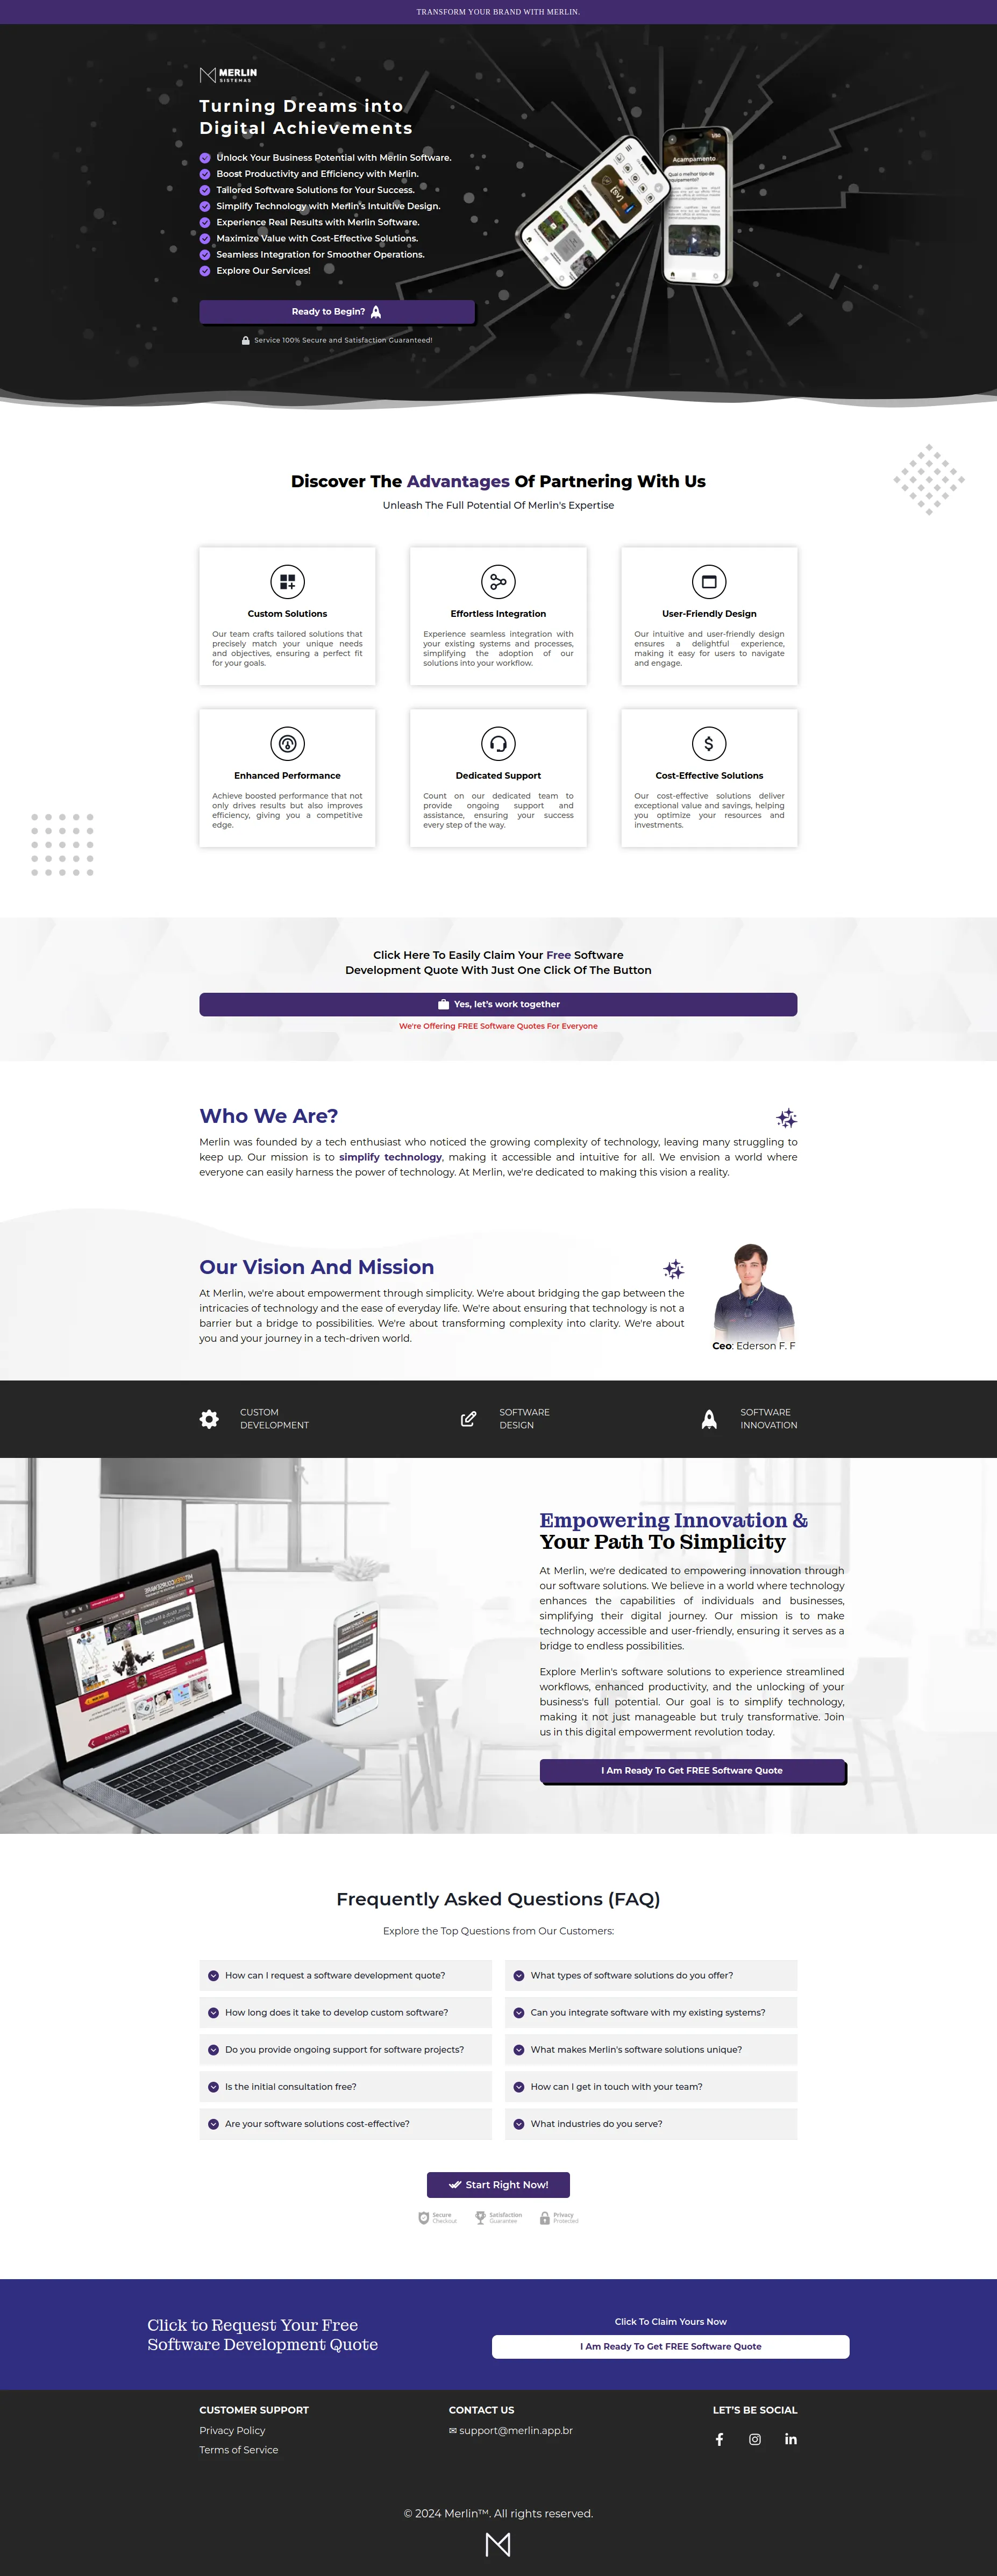 TRANSFORM YOUR BRAND WITH MERLIN.
MERLIN
SISTEMAS
Turning Dreams into
Digital Achievements
Unlock Your Business Potential with Merlin Software.
Boost Productivity and Efficiency with Merlin.
Tailored Software Solutions for Your Success.
Simplify Technology with Merlin's Intuitive Design.
Experience Real Results with Merlin Software.
Maximize Value with Cost-Effective Solutions.
Seamless Integration for Smoother Operations.
Explore Our Services!
Ready to Begin?
Service 100% Secure and Satisfaction Guaranteed!
Acampamento
Qual o melhor tipo de
Discover The Advantages Of Partnering With Us
Unleash The Full Potential Of Merlin's Expertise
Custom Solutions
Our team crafts tailored solutions that
precisely match your unique needs
and objectives, ensuring a perfect fit
for your goals.
Effortless Integration
Experience seamless integration with
your existing systems and processes,
simplifying the adoption of our
solutions into your workflow.
User-Friendly Design
Our intuitive and user-friendly design
ensures a delightful experience,
making it easy for users to navigate
and engage.
Enhanced Performance
Achieve boosted performance that not
only drives results but also improves
efficiency, giving you a competitive
edge.
Dedicated Support
Count on our dedicated team to
provide ongoing support and
assistance, ensuring your success
every step of the way.
Cost-Effective Solutions
Our cost-effective solutions deliver
exceptional value and savings, helping
you optimize your resources and
investments.
Click Here To Easily Claim Your Free Software
Development Quote With Just One Click Of The Button
Yes, let's work together
We're Offering FREE Software Quotes For Everyone
Who We Are?
Merlin was founded by a tech enthusiast who noticed the growing complexity of technology, leaving many struggling to
keep up. Our mission is to simplify technology, making it accessible and intuitive for all. We envision a world where
everyone can easily harness the power of technology. At Merlin, we're dedicated to making this vision a reality.
Our Vision And Mission
At Merlin, we're about empowerment through simplicity. We're about bridging the gap between the
intricacies of technology and the ease of everyday life. We're about ensuring that technology is not a
barrier but a bridge to possibilities. We're about transforming complexity into clarity. We're about
you and your journey in a tech-driven world.
Ceo: Ederson F. F
CUSTOM
DEVELOPMENT
SOFTWARE
DESIGN
SOFTWARE
INNOVATION
Empowering Innovation &
Your Path To Simplicity
At Merlin, we're dedicated to empowering innovation through
our software solutions. We believe in a world where technology
enhances the capabilities of individuals and businesses,
simplifying their digital journey. Our mission is to make
technology accessible and user-friendly, ensuring it serves as a
bridge to endless possibilities.
Explore Merlin's software solutions to experience streamlined
workflows, enhanced productivity, and the unlocking of your
business's full potential. Our goal is to simplify technology,
making it not just manageable but truly transformative. Join
us in this digital empowerment revolution today.
I Am Ready To Get FREE Software Quote
Frequently Asked Questions (FAQ)
Explore the Top Questions from Our Customers:
How can I request a software development quote?
What types of software solutions do you offer?
How long does it take to develop custom software?
Can you integrate software with my existing systems?
Do you provide ongoing support for software projects?
What makes Merlin's software solutions unique?
Is the initial consultation free?
How can I get in touch with your team?
Are your software solutions cost-effective?
What industries do you serve?
Start Right Now!
Secure
Checkout
Satisfaction
Guarantee
Privacy
Protected
Click to Request Your Free
Software Development Quote
Click To Claim Yours Now
I Am Ready To Get FREE Software Quote
CUSTOMER SUPPORT
Privacy Policy
Terms of Service
CONTACT US
✉ support@merlin.app.br
LET'S BE SOCIAL
© 2024 Merlin™. All rights reserved.